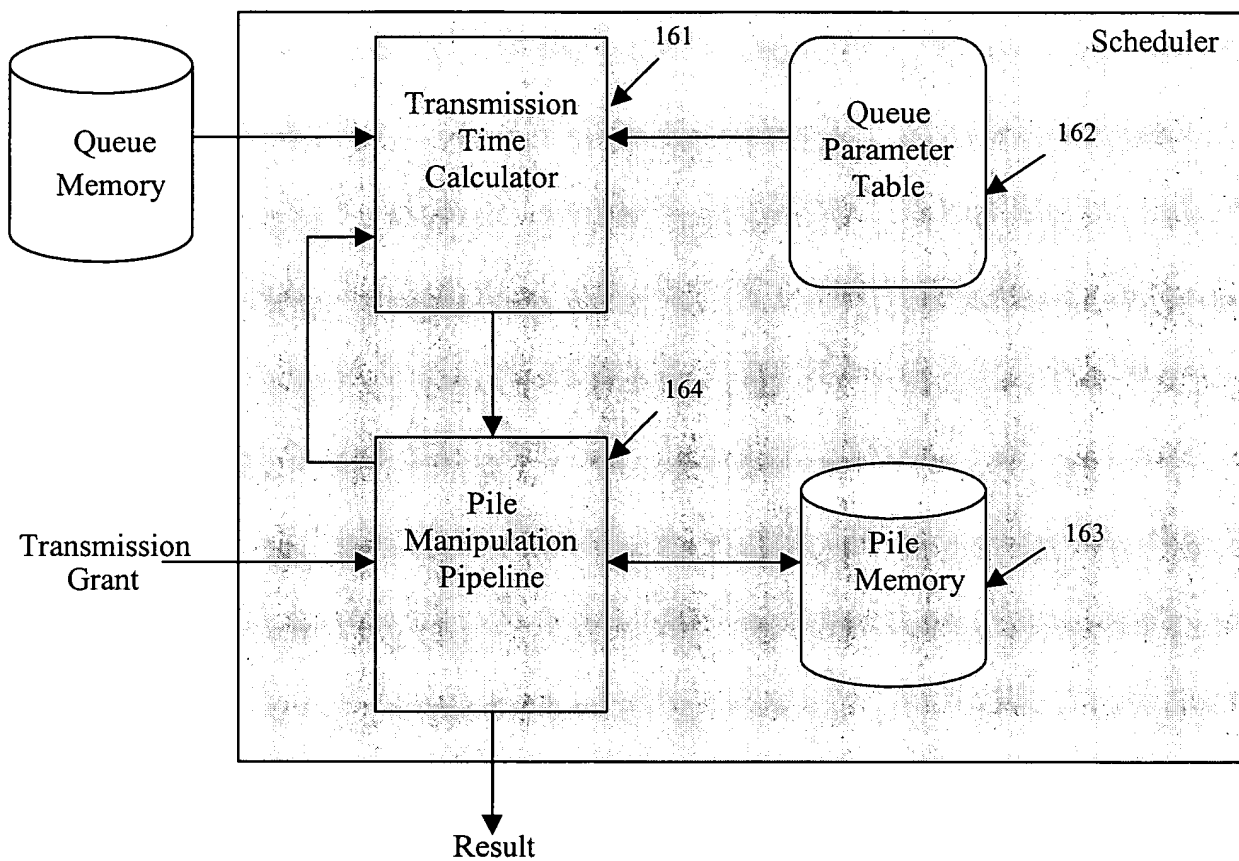 Scheduler
161
Transmission
Time
Calculator
Queue
Memory
Queue
Parameter
Table
162
164
Pile
Manipulation
Pipeline
Transmission
Grant
Pile
Memory
163
Result